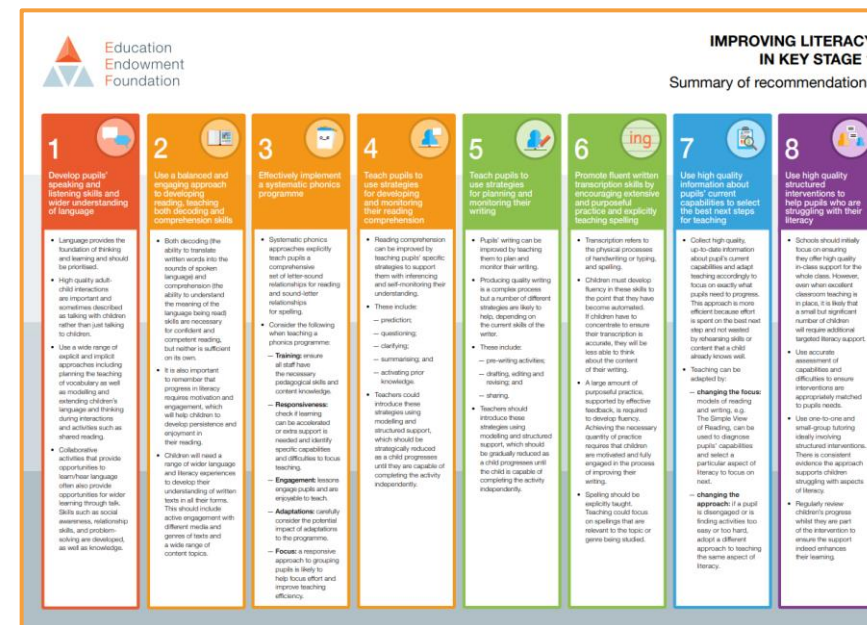 Education
Endowment
Foundation
IMPROVING LITERACY
IN KEY STAGE
Summary of recommendation
1
Develop pupils'
speaking and
listening skills and
wider understanding
of language
• Language provides the
foundation of thinking
and learning and should
be prioritised.
• High quality adult-
child interactions
are important and
sometimes described
as talking with children
rather than just talking
to children.
• Use a wide range of
explicit and implicit
approaches including
planning the teaching
of vocabulary as well
as modelling and
extending children's
language and thinking
during interactions
and activities such as
shared reading.
• Collaborative
activities that provide
opportunities to
learn/hear language
often also provide
opportunities for wider
learning through talk.
Skills such as social
awareness, relationship
skills, and problem-
solving are developed,
as well as knowledge.
2
Use a balanced and
engaging approach
to developing
reading, teaching
both decoding and
comprehension skills
• Both decoding (the
ability to translate
written words into the
sounds of spoken
language) and
comprehension (the
ability to understand
the meaning of the
language being read)
skills are necessary
for confident and
competent reading,
but neither is sufficient
on its own.
• It is also important
to remember that
progress in literacy
requires motivation and
engagement, which
will help children to
develop persistence and
enjoyment in
their reading.
• Children will need a
range of wider language
and literacy experiences
to develop their
understanding of written
texts in all their forms.
This should include
active engagement with
different media and
genres of texts and
a wide range of
content topics.
3
Effectively implement
a systematic phonics
programme
• Systematic phonics
approaches explicitly
teach pupils a
comprehensive
set of letter-sound
relationships for reading
and sound-letter
relationships
for spelling.
• Consider the following
when teaching a
phonics programme:
— Training: ensure
all staff have
the necessary
pedagogical skills and
content knowledge.
— Responsiveness:
check if learning
can be accelerated
or extra support is
needed and identify
specific capabilities
and difficulties to focus
teaching.
— Engagement: lessons
engage pupils and are
enjoyable to teach.
— Adaptations: carefully
consider the potential
impact of adaptations
to the programme.
— Focus: a responsive
approach to grouping
pupils is likely to
help focus effort and
improve teaching
efficiency.
4
Teach pupils to
use strategies
for developing
and monitoring
their reading
comprehension
• Reading comprehension
can be improved by
teaching pupils' specific
strategies to support
them with inferencing
and self-monitoring their
understanding.
• These include:
— prediction;
— questioning;
— clarifying;
— summarising; and
— activating prior
knowledge.
• Teachers could
introduce these
strategies using
modelling and
structured support,
which should be
strategically reduced
as a child progresses
until they are capable of
completing the activity
independently.
5
Teach pupils to
use strategies
for planning and
monitoring their
writing
• Pupils' writing can be
improved by teaching
them to plan and
monitor their writing.
• Producing quality writing
is a complex process
but a number of different
strategies are likely to
help, depending on
the current skills of the
writer.
• These include:
— pre-writing activities;
— drafting, editing and
revising; and
— sharing.
• Teachers should
introduce these
strategies using
modelling and structured
support, which should
be gradually reduced as
a child progresses until
the child is capable of
completing the activity
independently.
6
ing
Promote fluent written
transcription skills by
encouraging extensive
and purposeful
practice and explicitly
teaching spelling
• Transcription refers to
the physical processes
of handwriting or typing,
and spelling.
• Children must develop
fluency in these skills to
the point that they have
become automated.
If children have to
concentrate to ensure
their transcription is
accurate, they will be
less able to think
about the content
of their writing.
• A large amount of
purposeful practice,
supported by effective
feedback, is required
to develop fluency.
Achieving the necessary
quantity of practice
requires that children
are motivated and fully
engaged in the process
of improving their
writing.
• Spelling should be
explicitly taught.
Teaching could focus
on spellings that are
relevant to the topic or
genre being studied.
7
Use high quality
information about
pupils' current
capabilities to select
the best next steps
for teaching
• Collect high quality,
up-to-date information
about pupil's current
capabilities and adapt
teaching accordingly to
focus on exactly what
pupils need to progress.
This approach is more
efficient because effort
is spent on the best next
step and not wasted
by rehearsing skills or
content that a child
already knows well.
• Teaching can be
adapted by:
— changing the focus:
models of reading
and writing, e.g.
The Simple View
of Reading, can be
used to diagnose
pupils' capabilities
and select a
particular aspect of
literacy to focus on
next.
— changing the
approach: if a pupil
is disengaged or is
finding activities too
easy or too hard,
adopt a different
approach to teaching
the same aspect of
literacy.
8
Use high quality
structured
interventions to
help pupils who are
struggling with their
literacy
• Schools should initially
focus on ensuring
they offer high quality
in-class support for the
whole class. However,
even when excellent
classroom teaching is
in place, it is likely that
a small but significant
number of children
will require additional
targeted literacy support.
• Use accurate
assessment of
capabilities and
difficulties to ensure
interventions are
appropriately matched
to pupils needs.
• Use one-to-one and
small-group tutoring
ideally involving
structured interventions.
There is consistent
evidence the approach
supports children
struggling with aspects
of literacy.
• Regularly review
children's progress
whilst they are part
of the intervention to
ensure the support
indeed enhances
their learning.